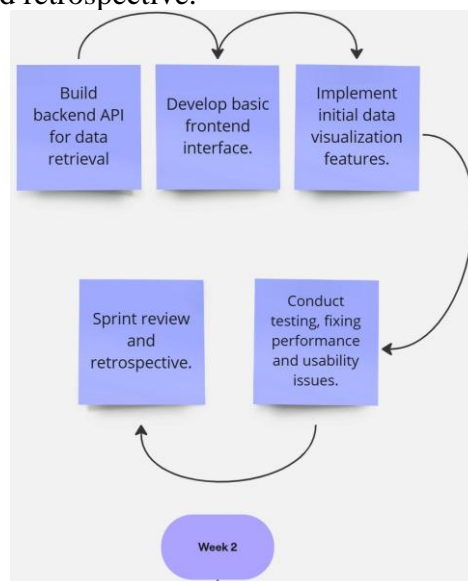 d retrospective.
Build
backend API
for data
retrieval
Develop basic
frontend
interface.
Implement
initial data
visualization
features.
Conduct
testing, fixing
performance
and usability
issues.
Sprint review
and
retrospective.
Week 2